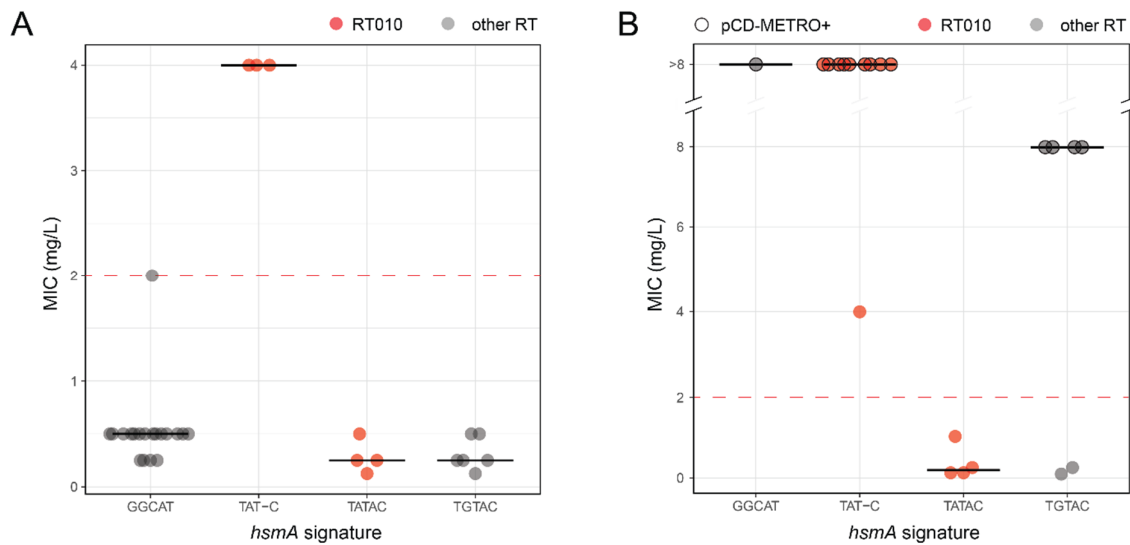 A
RT010
other RT
4
3
2
1
0
MIC (mg/L)
GGCAT
TAT-C
TATAC
TGTAC
hsmA signature
B
pCD-METRO+
RT010
other RT
>8
8
6
4
2
0
MIC (mg/L)
GGCAT
TAT-C
TATAC
TGTAC
hsmA signature